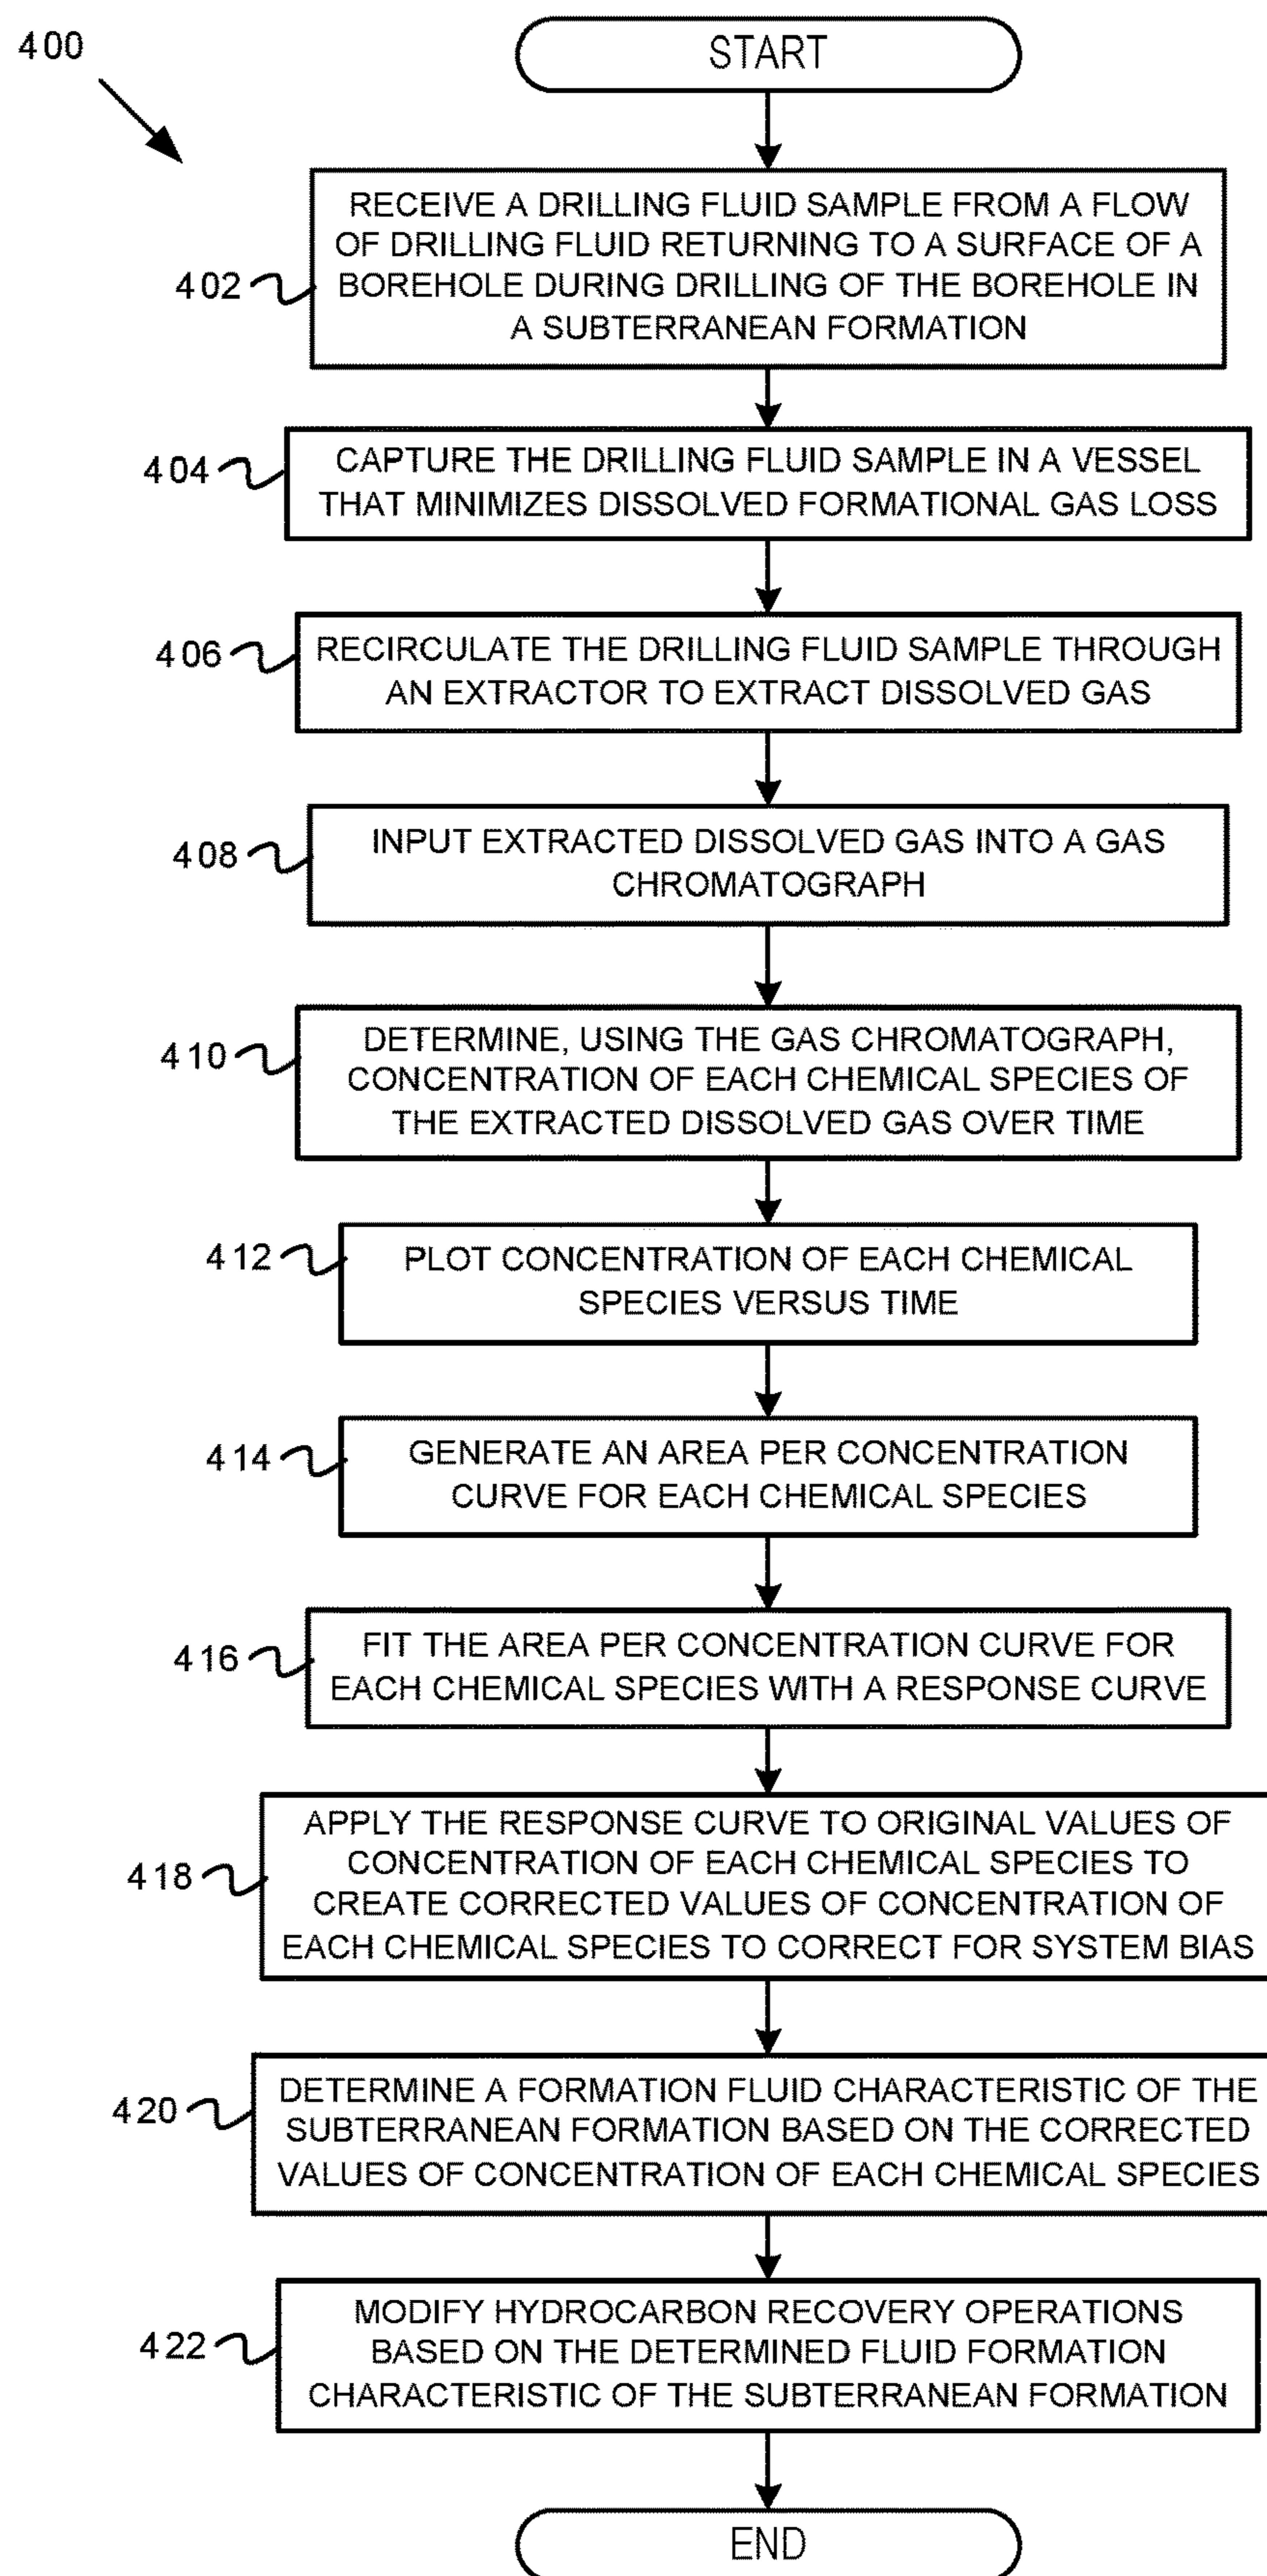 400
START
402
RECEIVE A DRILLING FLUID SAMPLE FROM A FLOW
OF DRILLING FLUID RETURNING TO A SURFACE OF A
BOREHOLE DURING DRILLING OF THE BOREHOLE IN
A SUBTERRANEAN FORMATION
404
CAPTURE THE DRILLING FLUID SAMPLE IN A VESSEL
THAT MINIMIZES DISSOLVED FORMATIONAL GAS LOSS
406
RECIRCULATE THE DRILLING FLUID SAMPLE THROUGH
AN EXTRACTOR TO EXTRACT DISSOLVED GAS
408
INPUT EXTRACTED DISSOLVED GAS INTO A GAS
CHROMATOGRAPH
410
DETERMINE, USING THE GAS CHROMATOGRAPH,
CONCENTRATION OF EACH CHEMICAL SPECIES OF
THE EXTRACTED DISSOLVED GAS OVER TIME
412
PLOT CONCENTRATION OF EACH CHEMICAL
SPECIES VERSUS TIME
414
GENERATE AN AREA PER CONCENTRATION
CURVE FOR EACH CHEMICAL SPECIES
416
FIT THE AREA PER CONCENTRATION CURVE FOR
EACH CHEMICAL SPECIES WITH A RESPONSE CURVE
418
APPLY THE RESPONSE CURVE TO ORIGINAL VALUES OF
CONCENTRATION OF EACH CHEMICAL SPECIES TO
CREATE CORRECTED VALUES OF CONCENTRATION OF
EACH CHEMICAL SPECIES TO CORRECT FOR SYSTEM BIAS
420
DETERMINE A FORMATION FLUID CHARACTERISTIC OF THE
SUBTERRANEAN FORMATION BASED ON THE CORRECTED
VALUES OF CONCENTRATION OF EACH CHEMICAL SPECIES
422
MODIFY HYDROCARBON RECOVERY OPERATIONS
BASED ON THE DETERMINED FLUID FORMATION
CHARACTERISTIC OF THE SUBTERRANEAN FORMATION
END